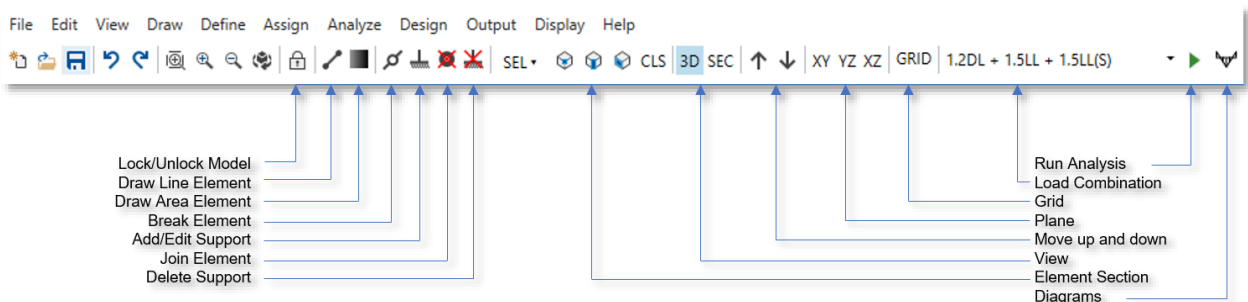 File Edit View Draw Define Assign Analyze Design Output Display Help
SEL CLS 3D SEC XY YZ XZ GRID 1.2DL + 1.5LL + 1.5LL(S)
Lock/Unlock Model
Draw Line Element
Draw Area Element
Break Element
Add/Edit Support
Join Element
Delete Support
Run Analysis
Load Combination
Grid
Plane
Move up and down
View
Element Section
Diagrams